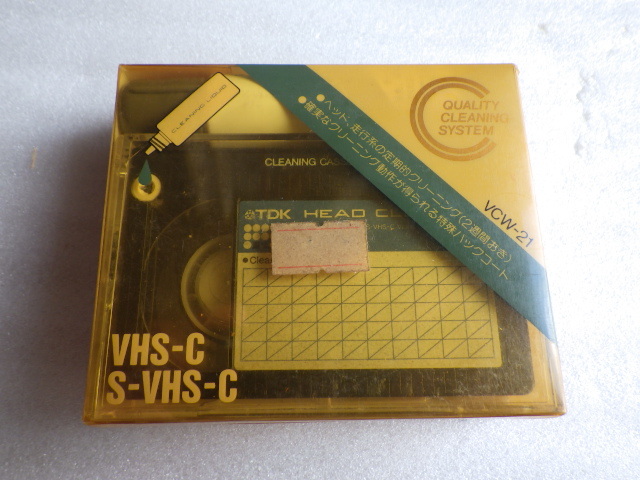 CLEANING LIQUID
QUALITY
CLEANING
SYSTEM
●ヘッド、走行系の定期的クリーニング(2週間おき)
●確実なクリーニング動作が得られる特殊バックコート
VCW-21
CLEANING
TDK HEAD
VHS-C
S-VHS-C